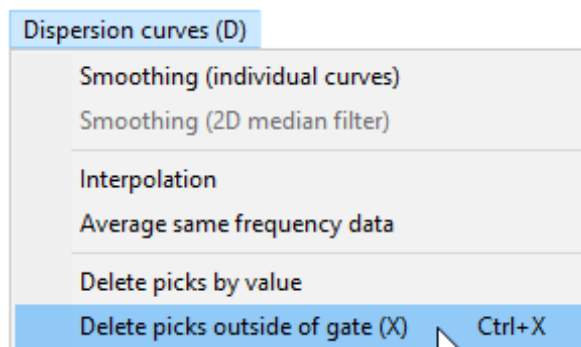 Dispersion curves (D)
Smoothing (individual curves)
Smoothing (2D median filter)
Interpolation
Average same frequency data
Delete picks by value
Delete picks outside of gate (X) Ctrl+X